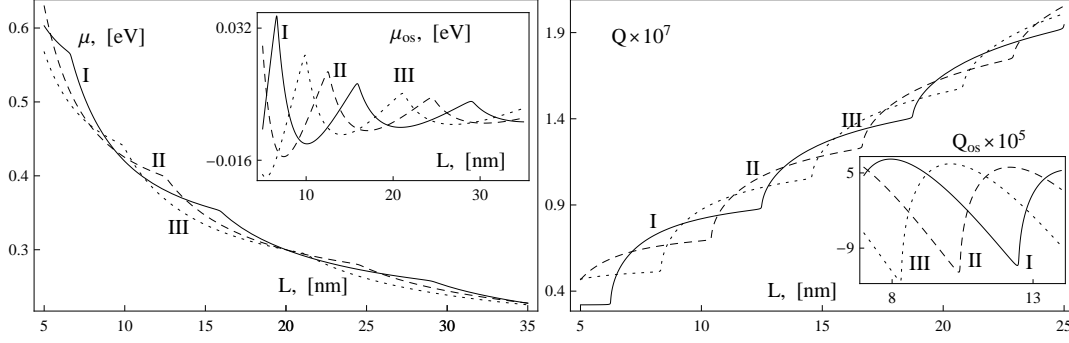 μ, [eV]
0.6
0.5
0.4
0.3
I
II
III
L, [nm]
5
10
15
20
25
30
35
0.032
-0.016
μos, [eV]
I
II
III
L, [nm]
10
20
30
Q×10⁷
1.9
1.4
0.9
0.4
I
II
III
L, [nm]
5
10
15
20
25
Qos×10⁵
5
-9
III
II
I
8
13